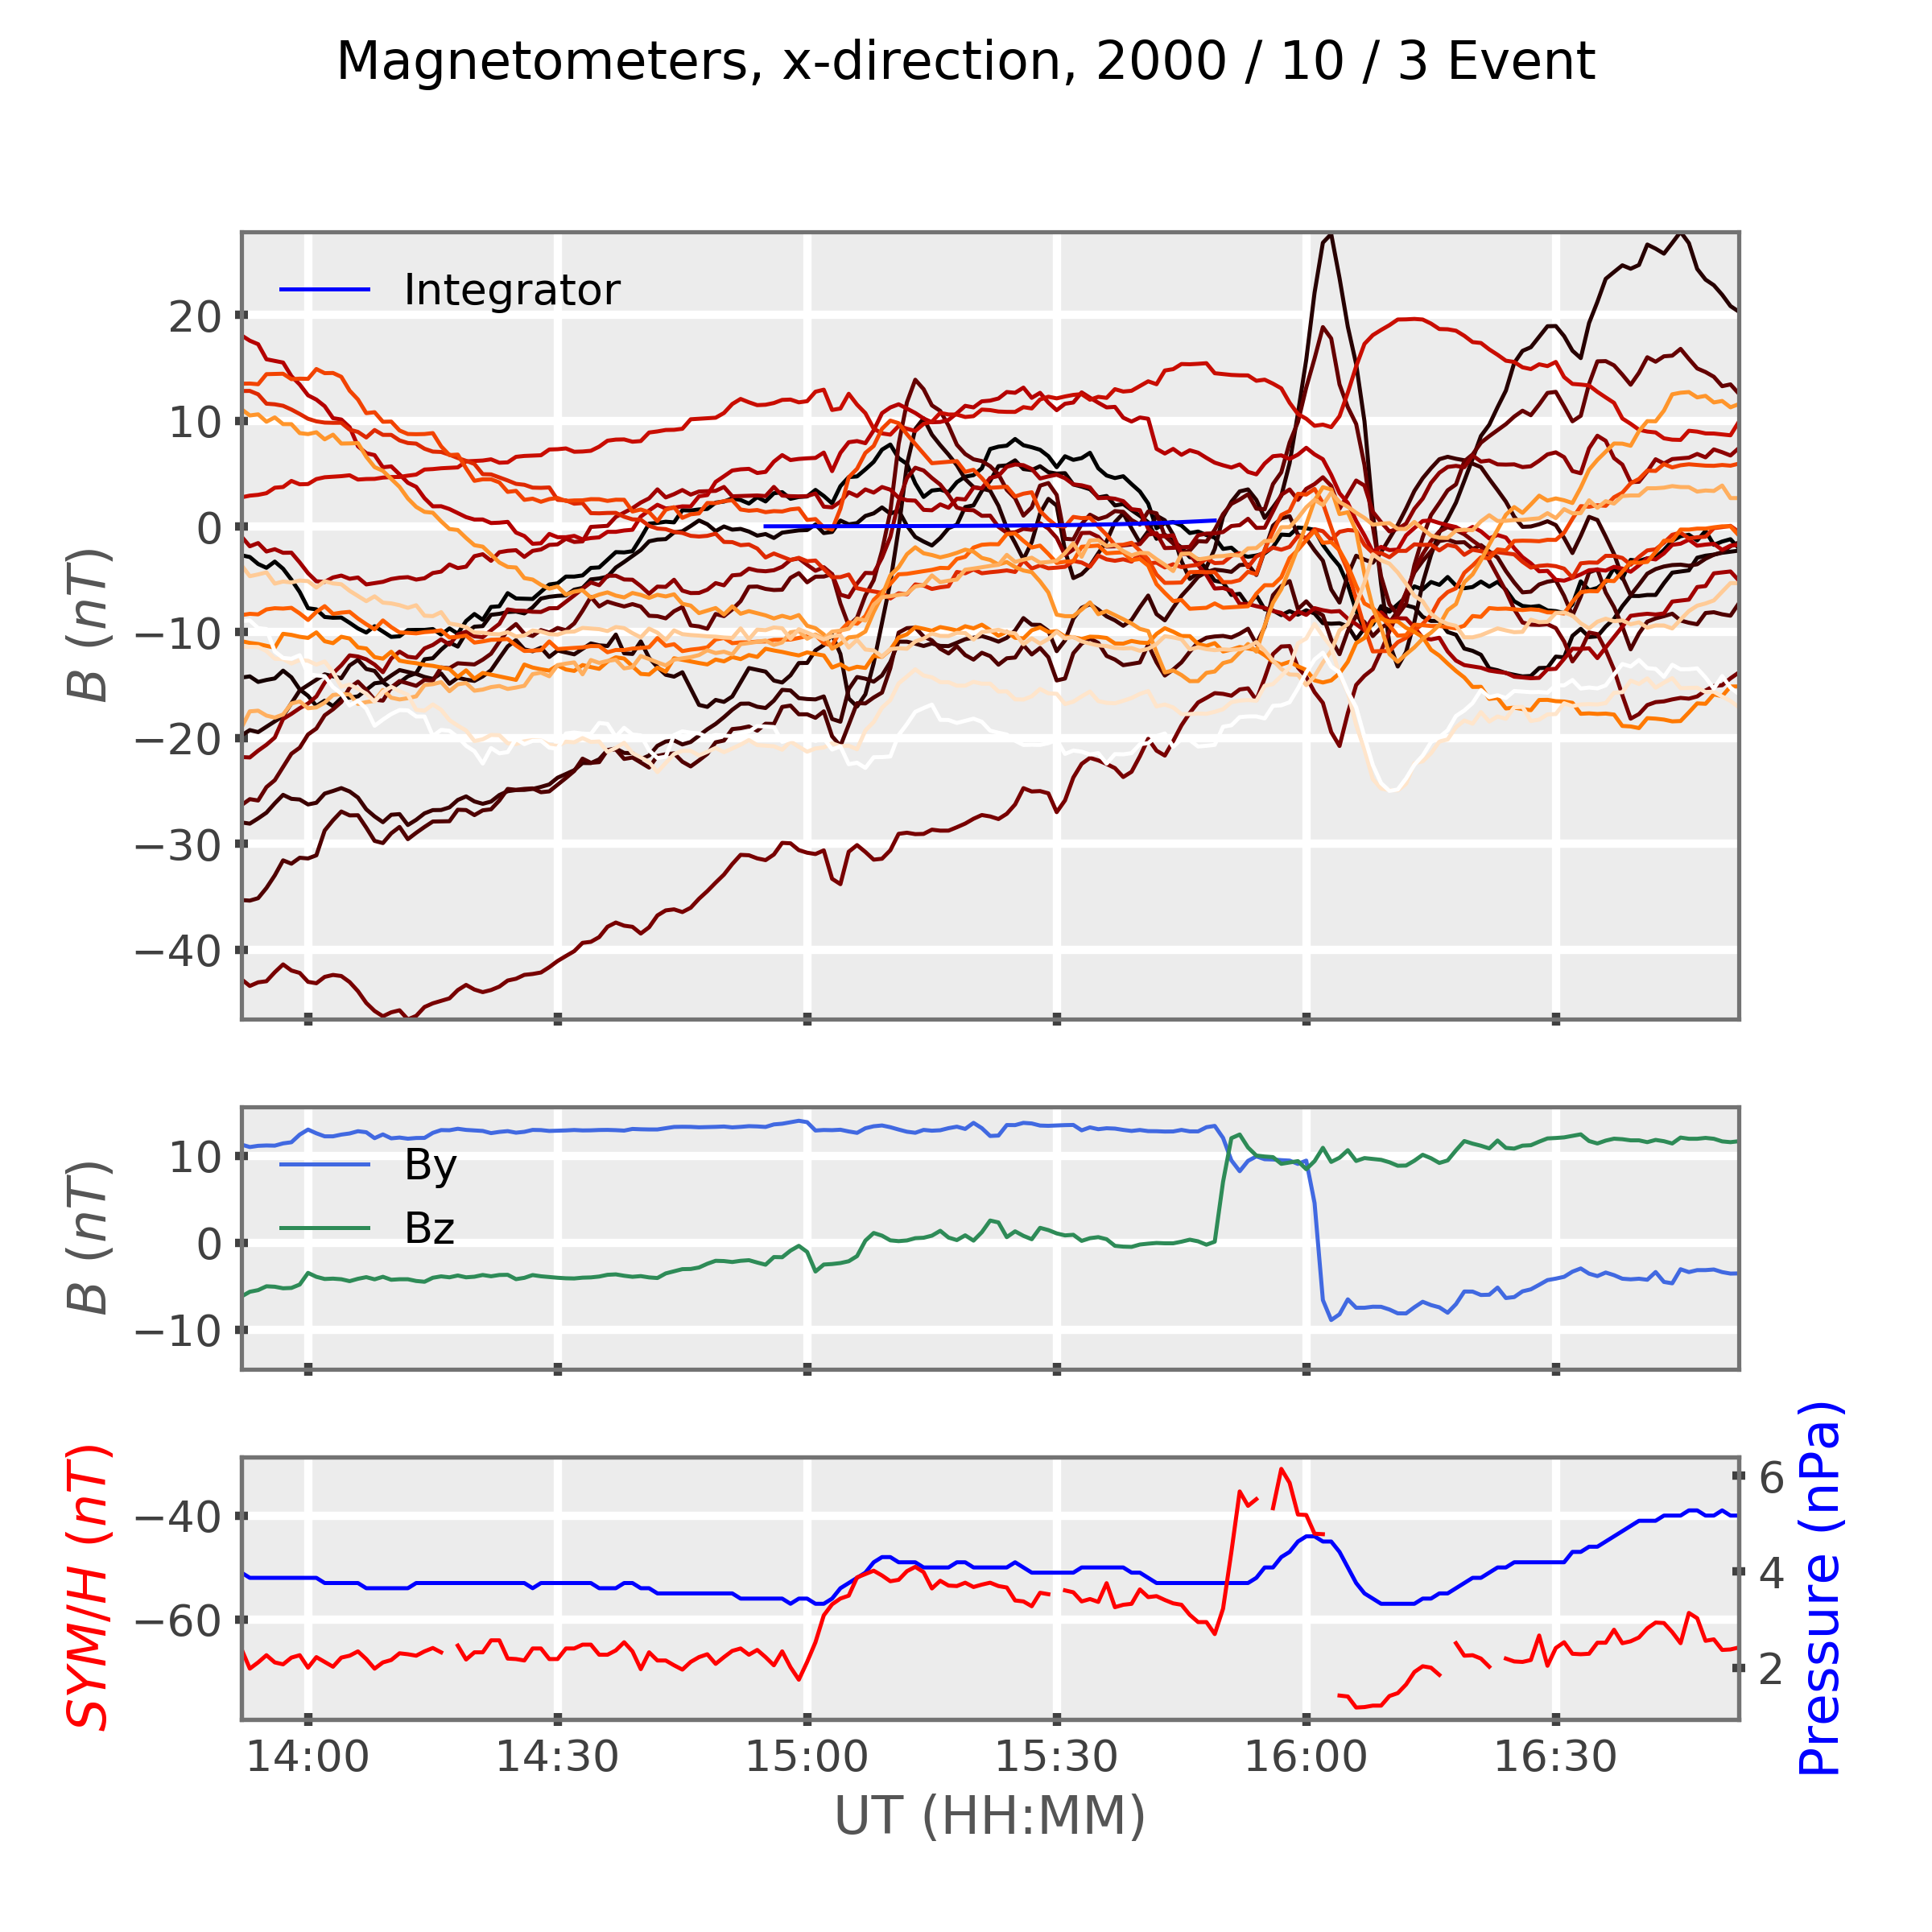 Magnetometers, x-direction, 2000 / 10 / 3 Event
B (nT)
20
10
0
−10
−20
−30
−40
Integrator
B (nT)
10
0
−10
By
Bz
SYM/H (nT)
−40
−60
6
4
2
Pressure (nPa)
14:00 14:30 15:00 15:30 16:00 16:30
UT (HH:MM)